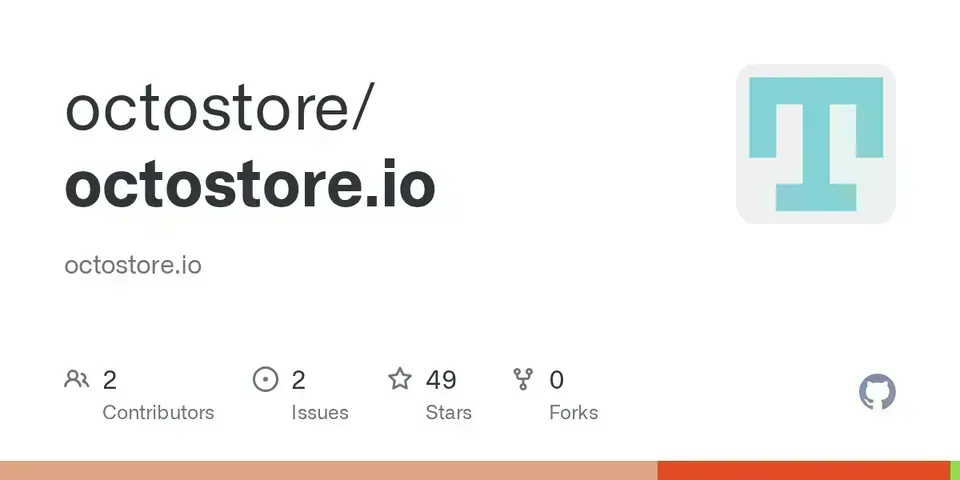 octostore/
octostore.io
octostore.io
2
Contributors
2
Issues
49
Stars
0
Forks